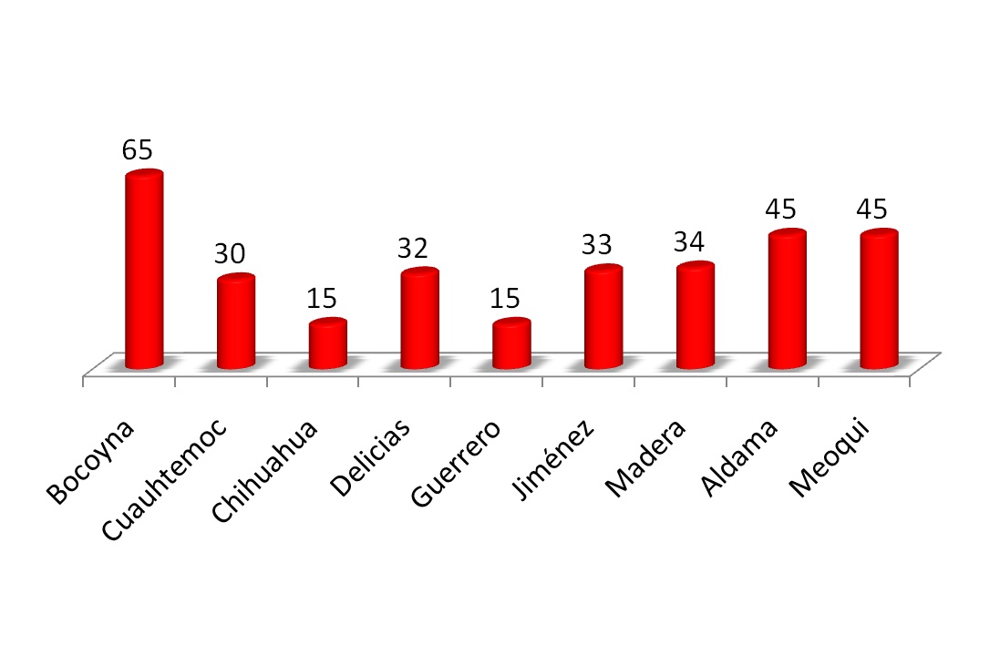 65
30
15
32
15
33
34
45
45
Bocoyna
Cuauhtemoc
Chihuahua
Delicias
Guerrero
Jiménez
Madera
Aldama
Meoqui